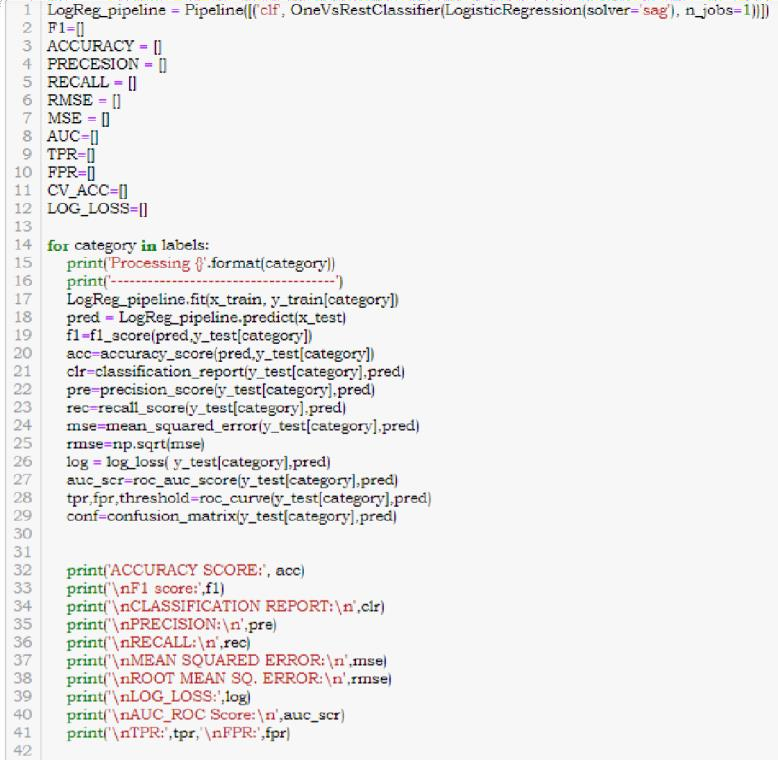 1 LogReg_pipeline = Pipeline([('clf', OneVsRestClassifier(LogisticRegression(solver='sag'), n_jobs=1))])
2 F1=[]
3 ACCURACY = []
4 PRECESION = []
5 RECALL = []
6 RMSE = []
7 MSE = []
8 AUC=[]
9 TPR=[]
10 FPR=[]
11 CV_ACC=[]
12 LOG_LOSS=[]
13
14 for category in labels:
15 print('Processing {}'.format(category))
16 print('------------------------------------')
17 LogReg_pipeline.fit(x_train, y_train[category])
18 pred = LogReg_pipeline.predict(x_test)
19 f1=f1_score(pred,y_test[category])
20 acc=accuracy_score(pred,y_test[category])
21 clr=classification_report(y_test[category],pred)
22 pre=precision_score(y_test[category],pred)
23 rec=recall_score(y_test[category],pred)
24 mse=mean_squared_error(y_test[category],pred)
25 rmse=np.sqrt(mse)
26 log = log_loss( y_test[category],pred)
27 auc_scr=roc_auc_score(y_test[category],pred)
28 tpr,fpr,threshold=roc_curve(y_test[category],pred)
29 conf=confusion_matrix(y_test[category],pred)
30
31
32 print('ACCURACY SCORE:', acc)
33 print('\nF1 score:',f1)
34 print('\nCLASSIFICATION REPORT:\n',clr)
35 print('\nPRECISION:\n',pre)
36 print('\nRECALL:\n',rec)
37 print('\nMEAN SQUARED ERROR:\n',mse)
38 print('\nROOT MEAN SQ. ERROR:\n',rmse)
39 print('\nLOG_LOSS:',log)
40 print('\nAUC_ROC Score:\n',auc_scr)
41 print('\nTPR:',tpr,'\nFPR:',fpr)
42